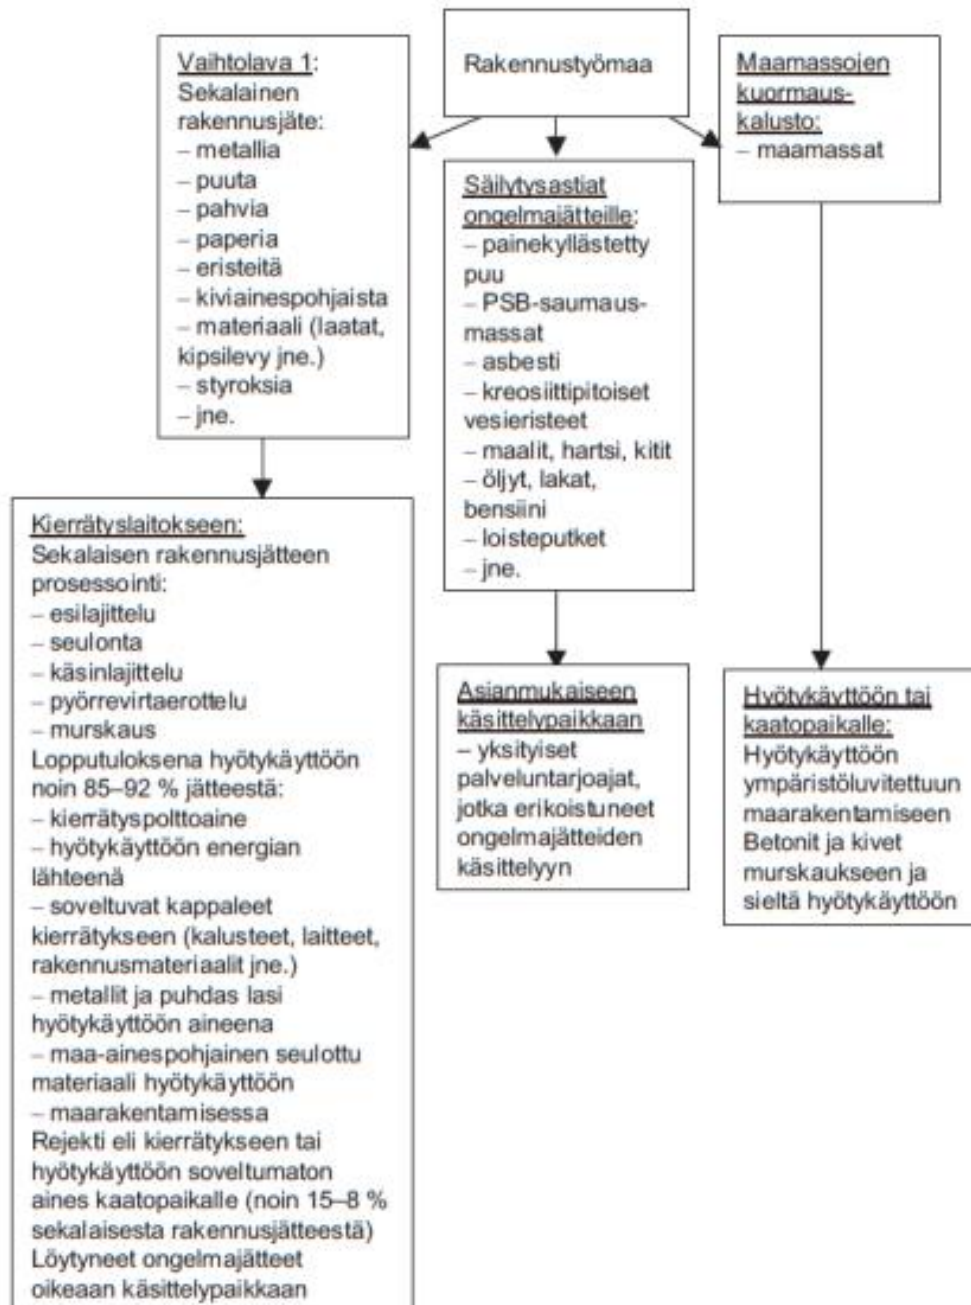 Rakennustyömaa
Vaihtolava 1:
Sekalainen
rakennusjäte:
– metallia
– puuta
– pahvia
– paperia
– eristeitä
– kiviainespohjaista
– materiaali (laatat,
kipsilevy jne.)
– styroksia
– jne.
Säilytysastiat
ongelmajätteille:
– painekyllästetty
puu
– PSB-saumaus-
massat
– asbesti
– kreosiittipitoiset
vesieristeet
– maalit, hartsi, kitit
– öljyt, lakat,
bensiini
– loisteputket
– jne.
Maamassojen
kuormaus-
kalusto:
– maamassat
Kierrätyslaitokseen:
Sekalaisen rakennusjätteen
prosessointi:
– esilajittelu
– seulonta
– käsinlajittelu
– pyörrevirtaerottelu
– murskaus
Lopputuloksena hyötykäyttöön
noin 85–92 % jätteestä:
– kierrätyspolttoaine
– hyötykäyttöön energian
lähteenä
– soveltuvat kappaleet
kierrätykseen (kalusteet, laitteet,
rakennusmateriaalit jne.)
– metallit ja puhdas lasi
hyötykäyttöön aineena
– maa-ainespohjainen seulottu
materiaali hyötykäyttöön
– maarakentamisessa
Rejekti eli kierrätykseen tai
hyötykäyttöön soveltumaton
aines kaatopaikalle (noin 15–8 %
sekalaisesta rakennusjätteestä)
Löytyneet ongelmajätteet
oikeaan käsittelypaikkaan
Asianmukaiseen
käsittelypaikkaan
– yksityiset
palveluntarjoajat,
jotka erikoistuneet
ongelmajätteiden
käsittelyyn
Hyötykäyttöön tai
kaatopaikalle:
Hyötykäyttöön
ympäristöluvitettuun
maarakentamiseen
Betonit ja kivet
murskaukseen ja
sieltä hyötykäyttöön